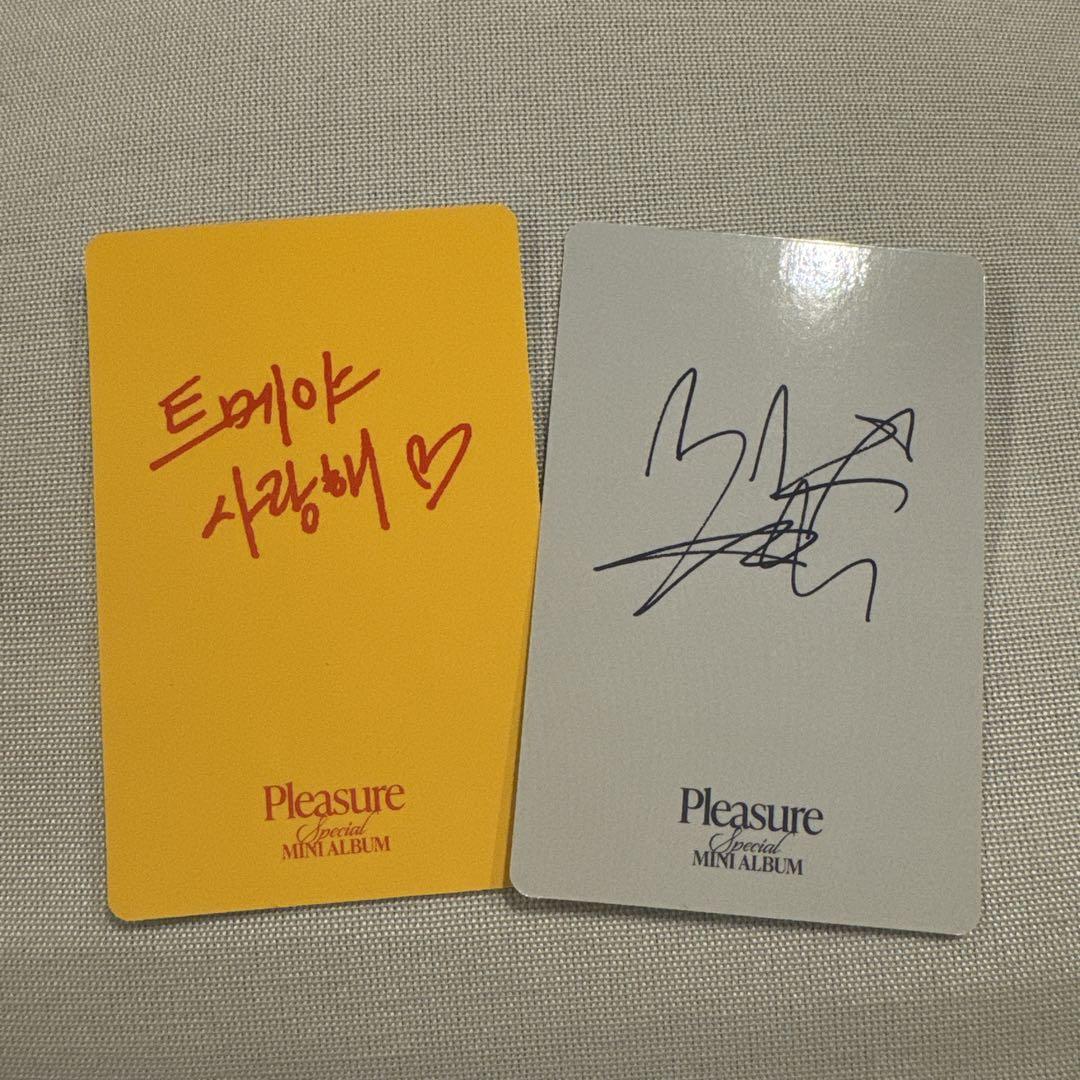 트메야
사랑해 ♡
Pleasure
Special
MINI ALBUM
Pleasure
Special
MINI ALBUM